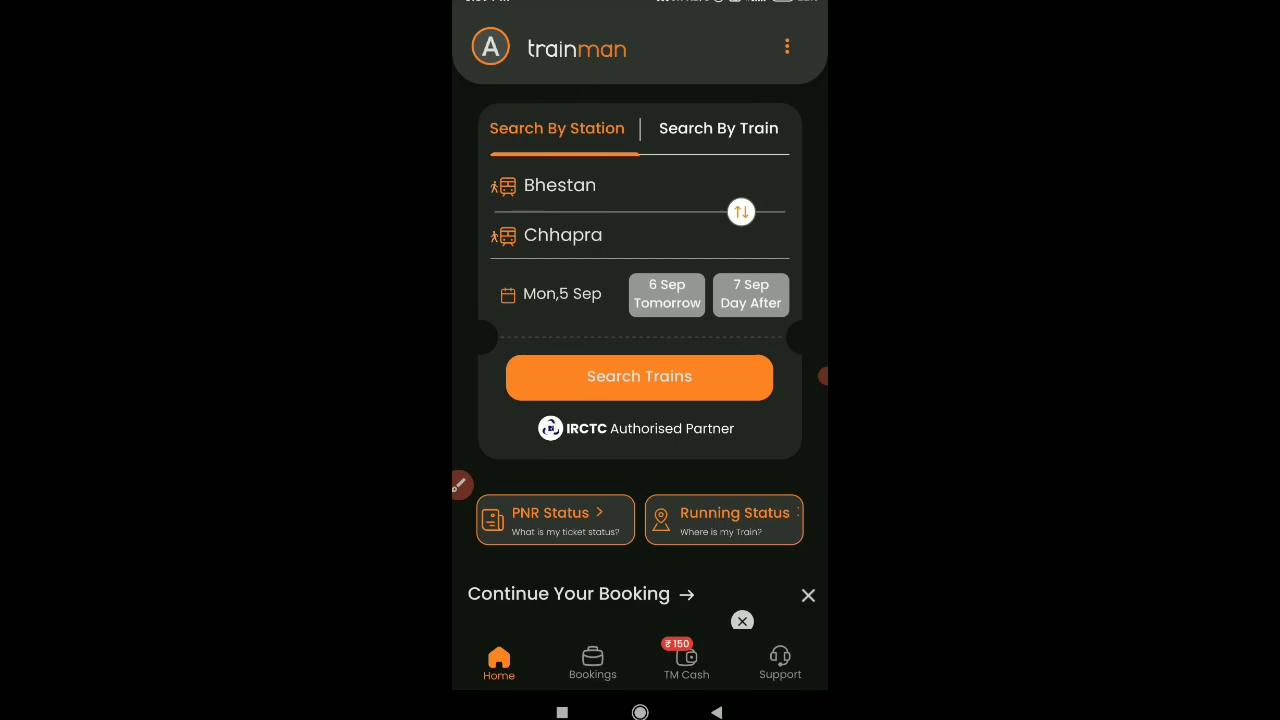 A trainman
Search By Station Search By Train
Bhestan
Chhapra
Mon,5 Sep
6 Sep
Tomorrow
7 Sep
Day After
Search Trains
IRCTC Authorised Partner
PNR Status >
What is my ticket status?
Running Status
Where is my Train?
Continue Your Booking →
₹ 150
Home Bookings TM Cash Support